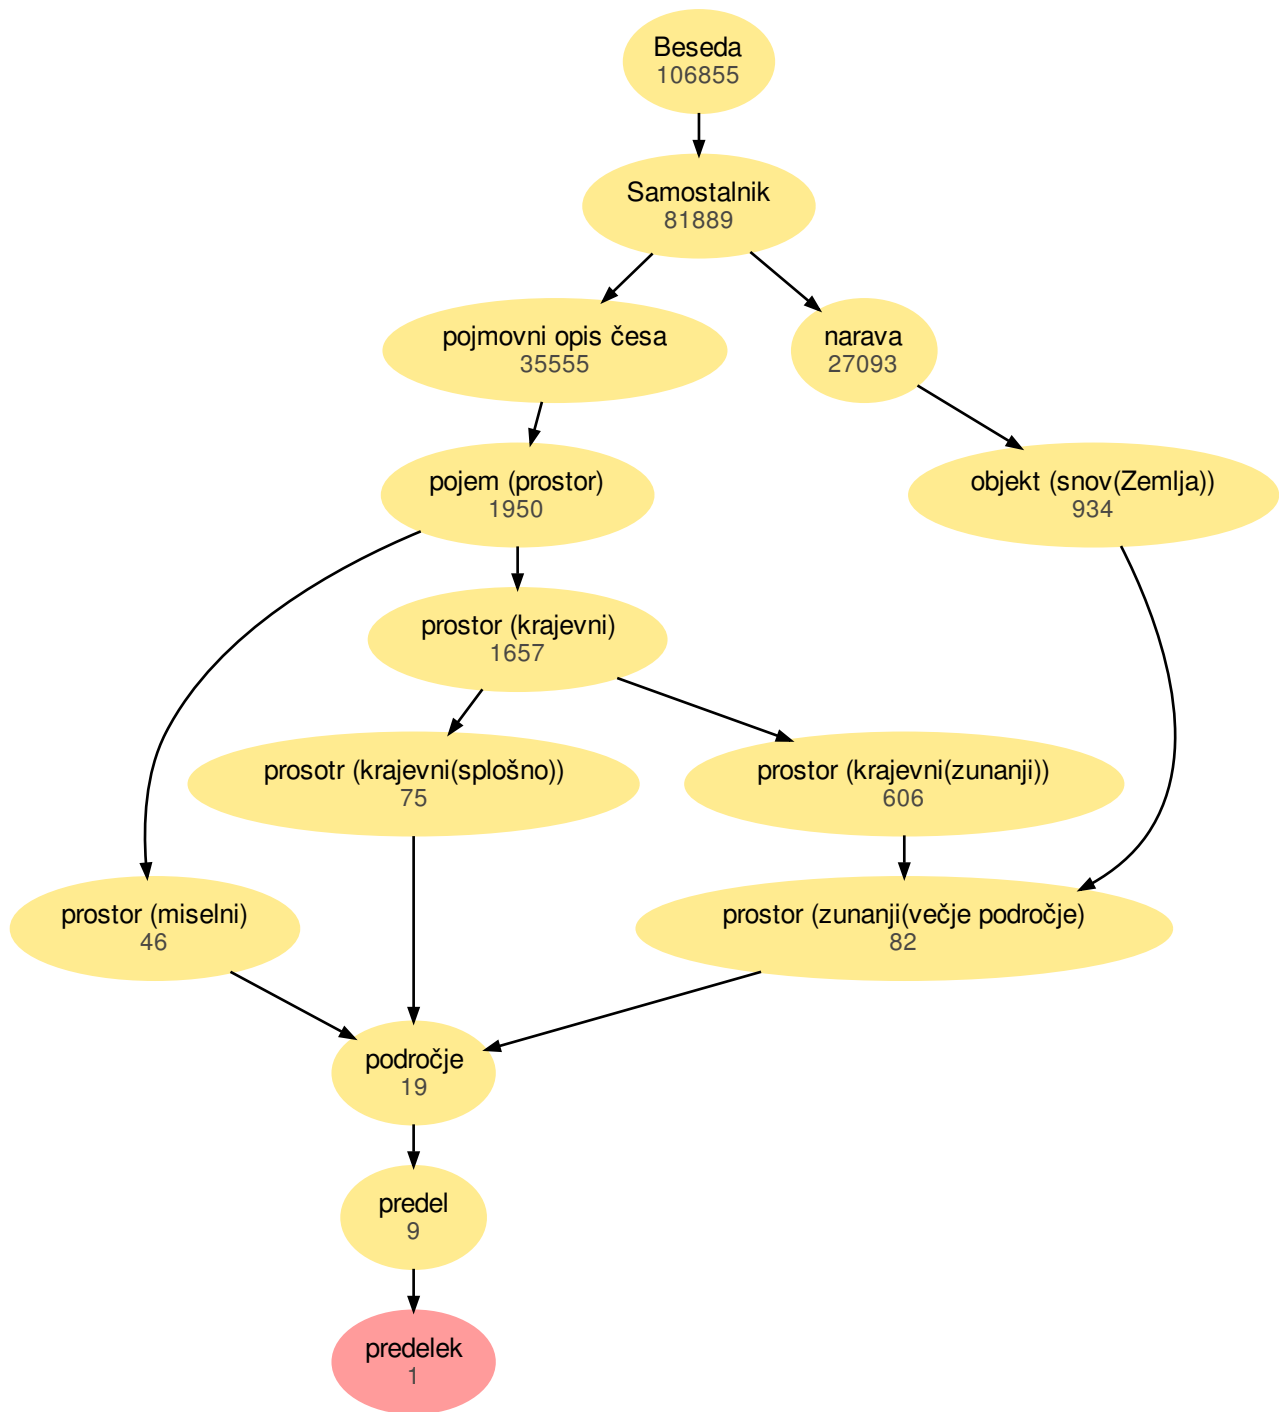 Beseda
106855
Samostalnik
81889
pojmovni opis česa
35555
narava
27093
pojem (prostor)
1950
objekt (snov(Zemlja))
934
prostor (krajevni)
1657
prosotr (krajevni(splošno))
75
prostor (krajevni(zunanji))
606
prostor (miselni)
46
prostor (zunanji(večje področje)
82
področje
19
predel
9
predelek
1